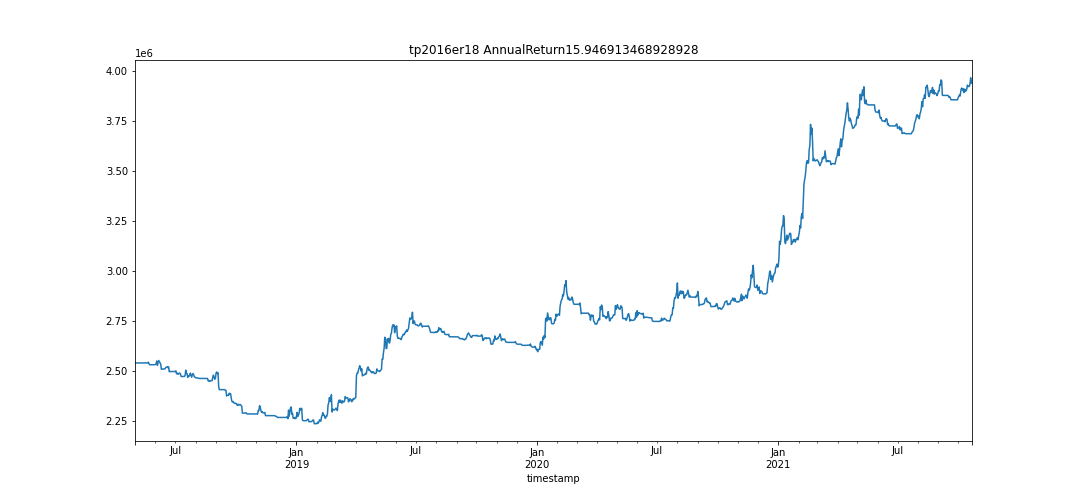 tp2016er18 AnnualReturn15.946913468928928
1e6
4.00
3.75
3.50
3.25
3.00
2.75
2.50
2.25
Jul
Jan
2019
Jul
Jan
2020
Jul
Jan
2021
Jul
timestamp